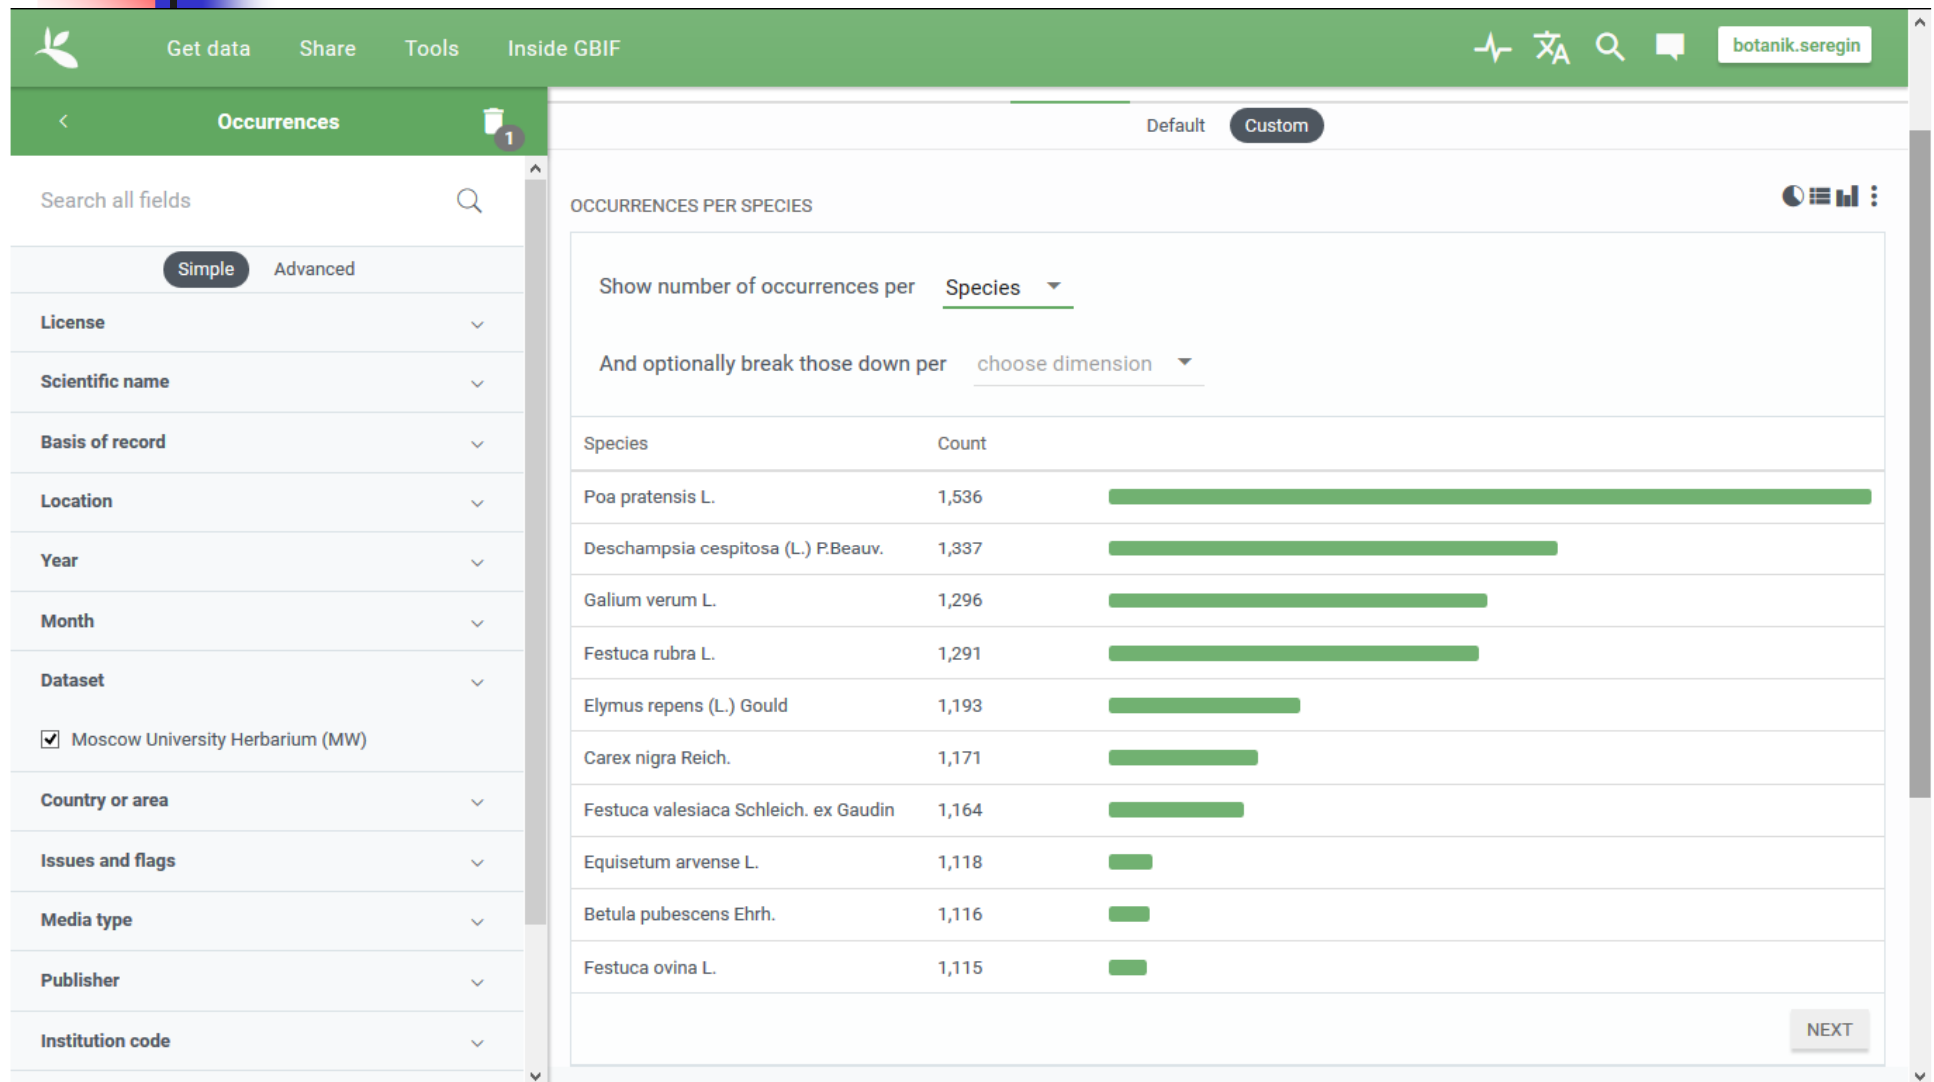 Get data Share Tools Inside GBIF botanik.seregin
Occurrences 1
Search all fields
Simple Advanced
License
Scientific name
Basis of record
Location
Year
Month
Dataset
Moscow University Herbarium (MW)
Country or area
Issues and flags
Media type
Publisher
Institution code
Default Custom
OCCURRENCES PER SPECIES
Show number of occurrences per Species
And optionally break those down per choose dimension
Species Count
Poa pratensis L. 1,536
Deschampsia cespitosa (L.) P.Beauv. 1,337
Galium verum L. 1,296
Festuca rubra L. 1,291
Elymus repens (L.) Gould 1,193
Carex nigra Reich. 1,171
Festuca valesiaca Schleich. ex Gaudin 1,164
Equisetum arvense L. 1,118
Betula pubescens Ehrh. 1,116
Festuca ovina L. 1,115
NEXT